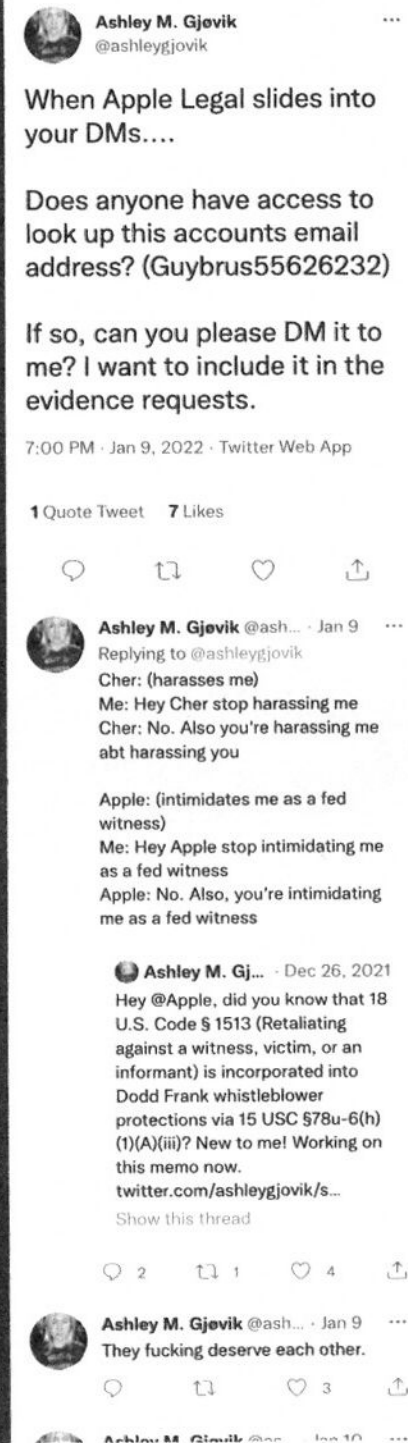 Ashley M. Gjøvik
@ashleygjovik
When Apple Legal slides into
your DMs....
Does anyone have access to
look up this accounts email
address? (Guybrus55626232)
If so, can you please DM it to
me? I want to include it in the
evidence requests.
7:00 PM · Jan 9, 2022 · Twitter Web App
1 Quote Tweet 7 Likes
Ashley M. Gjøvik @ash... · Jan 9
Replying to @ashleygjovik
Cher: (harasses me)
Me: Hey Cher stop harassing me
Cher: No. Also you're harassing me
abt harassing you
Apple: (intimidates me as a fed
witness)
Me: Hey Apple stop intimidating me
as a fed witness
Apple: No. Also, you're intimidating
me as a fed witness
Ashley M. Gj... · Dec 26, 2021
Hey @Apple, did you know that 18
U.S. Code § 1513 (Retaliating
against a witness, victim, or an
informant) is incorporated into
Dodd Frank whistleblower
protections via 15 USC §78u-6(h)
(1)(A)(iii)? New to me! Working on
this memo now.
twitter.com/ashleygjovik/s...
Show this thread
2 1 4
Ashley M. Gjøvik @ash... · Jan 9
They fucking deserve each other.
3
Ashley M. Gjøvik @as... Jan 10